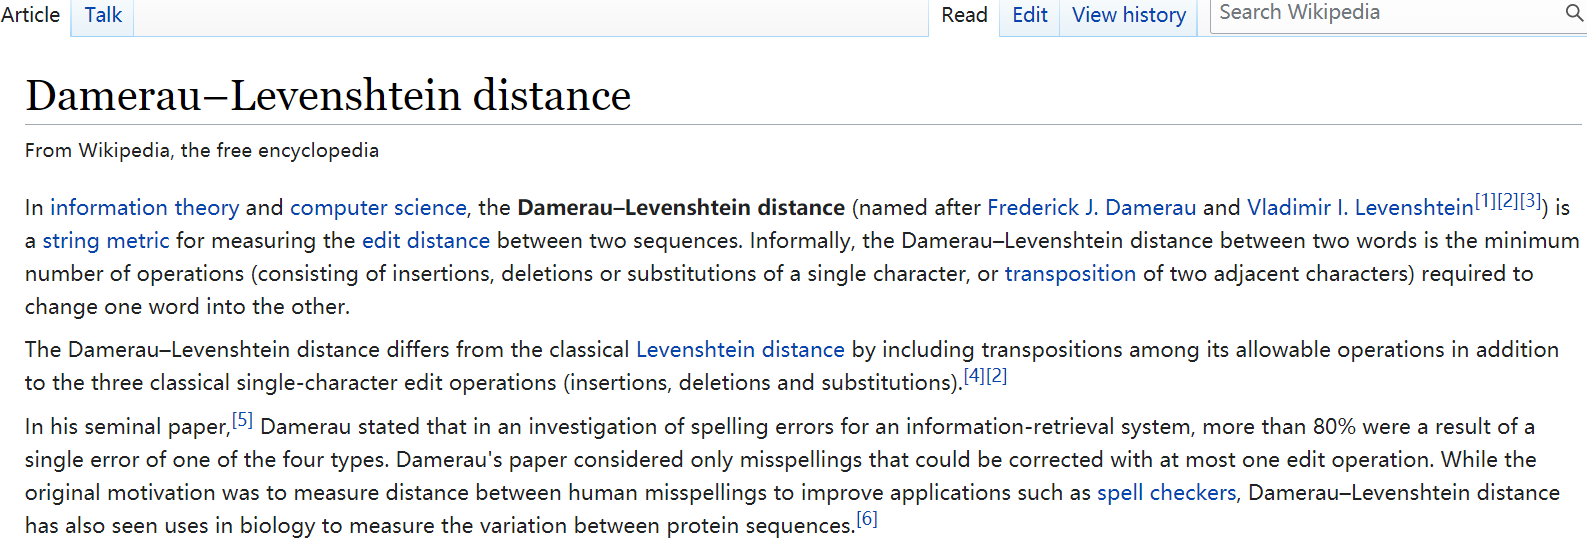 Article Talk Read Edit View history Search Wikipedia
Damerau–Levenshtein distance
From Wikipedia, the free encyclopedia
In information theory and computer science, the Damerau–Levenshtein distance (named after Frederick J. Damerau and Vladimir I. Levenshtein[1][2][3]) is
a string metric for measuring the edit distance between two sequences. Informally, the Damerau–Levenshtein distance between two words is the minimum
number of operations (consisting of insertions, deletions or substitutions of a single character, or transposition of two adjacent characters) required to
change one word into the other.
The Damerau–Levenshtein distance differs from the classical Levenshtein distance by including transpositions among its allowable operations in addition
to the three classical single-character edit operations (insertions, deletions and substitutions).[4][2]
In his seminal paper,[5] Damerau stated that in an investigation of spelling errors for an information-retrieval system, more than 80% were a result of a
single error of one of the four types. Damerau's paper considered only misspellings that could be corrected with at most one edit operation. While the
original motivation was to measure distance between human misspellings to improve applications such as spell checkers, Damerau–Levenshtein distance
has also seen uses in biology to measure the variation between protein sequences.[6]